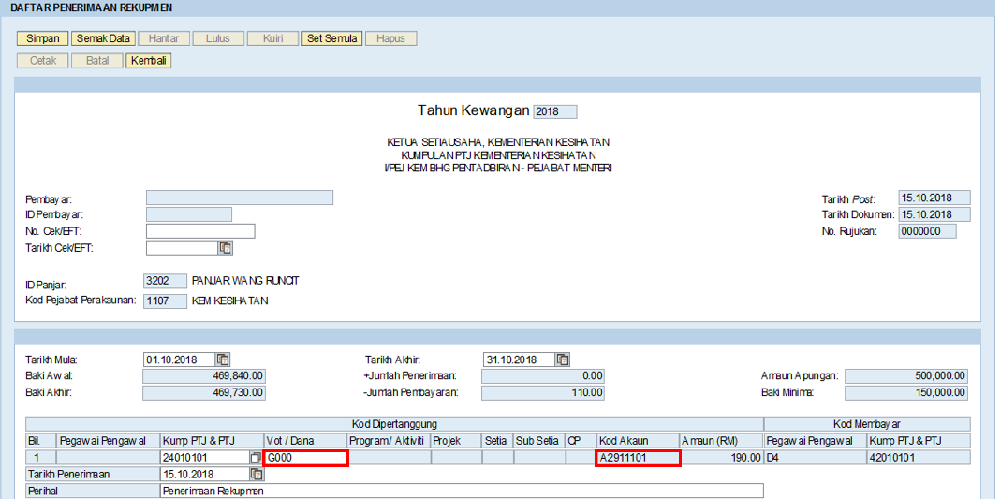 DAFTAR PENERIMAAN REKUPMEN
Simpan Semak Data Hantar Lulus Kuiri Set Semula Hapus
Cetak Batal Kembali
Tahun Kewangan 2018
KETUA SETIAUSAHA, KEMENTERIAN KESIHATAN
KUMPULAN PTJ KEMENTERIAN KESIHATAN
I/PEJ KEM BHG PENTADBIRAN - PEJABAT MENTERI
Pembayar: Tarikh Post: 15.10.2018
ID Pembayar: Tarikh Dokumen: 15.10.2018
No. Cek/EFT: No. Rujukan: 0000000
Tarikh Cek/EFT:
ID Panjar: 3202 PANJAR WANG RUNCIT
Kod Pejabat Perakaunan: 1107 KEM KESIHATAN
Tarikh Mula: 01.10.2018 Tarikh Akhir: 31.10.2018
Baki Awal: 469,840.00 +Jumlah Penerimaan: 0.00 Amaun Apungan: 500,000.00
Baki Akhir: 469,730.00 -Jumlah Pembayaran: 110.00 Baki Minima: 150,000.00
Kod Dipertanggung Kod Membayar
Bil. Pegawai Pengawal Kump PTJ & PTJ Vot / Dana Program/ Aktiviti Projek Setia Sub Setia CP Kod Akaun Amaun (RM) Pegawai Pengawal Kump PTJ & PTJ
1 24010101 G000 A2911101 190.00 D4 42010101
Tarikh Penerimaan 15.10.2018
Perihal Penerimaan Rekupmen